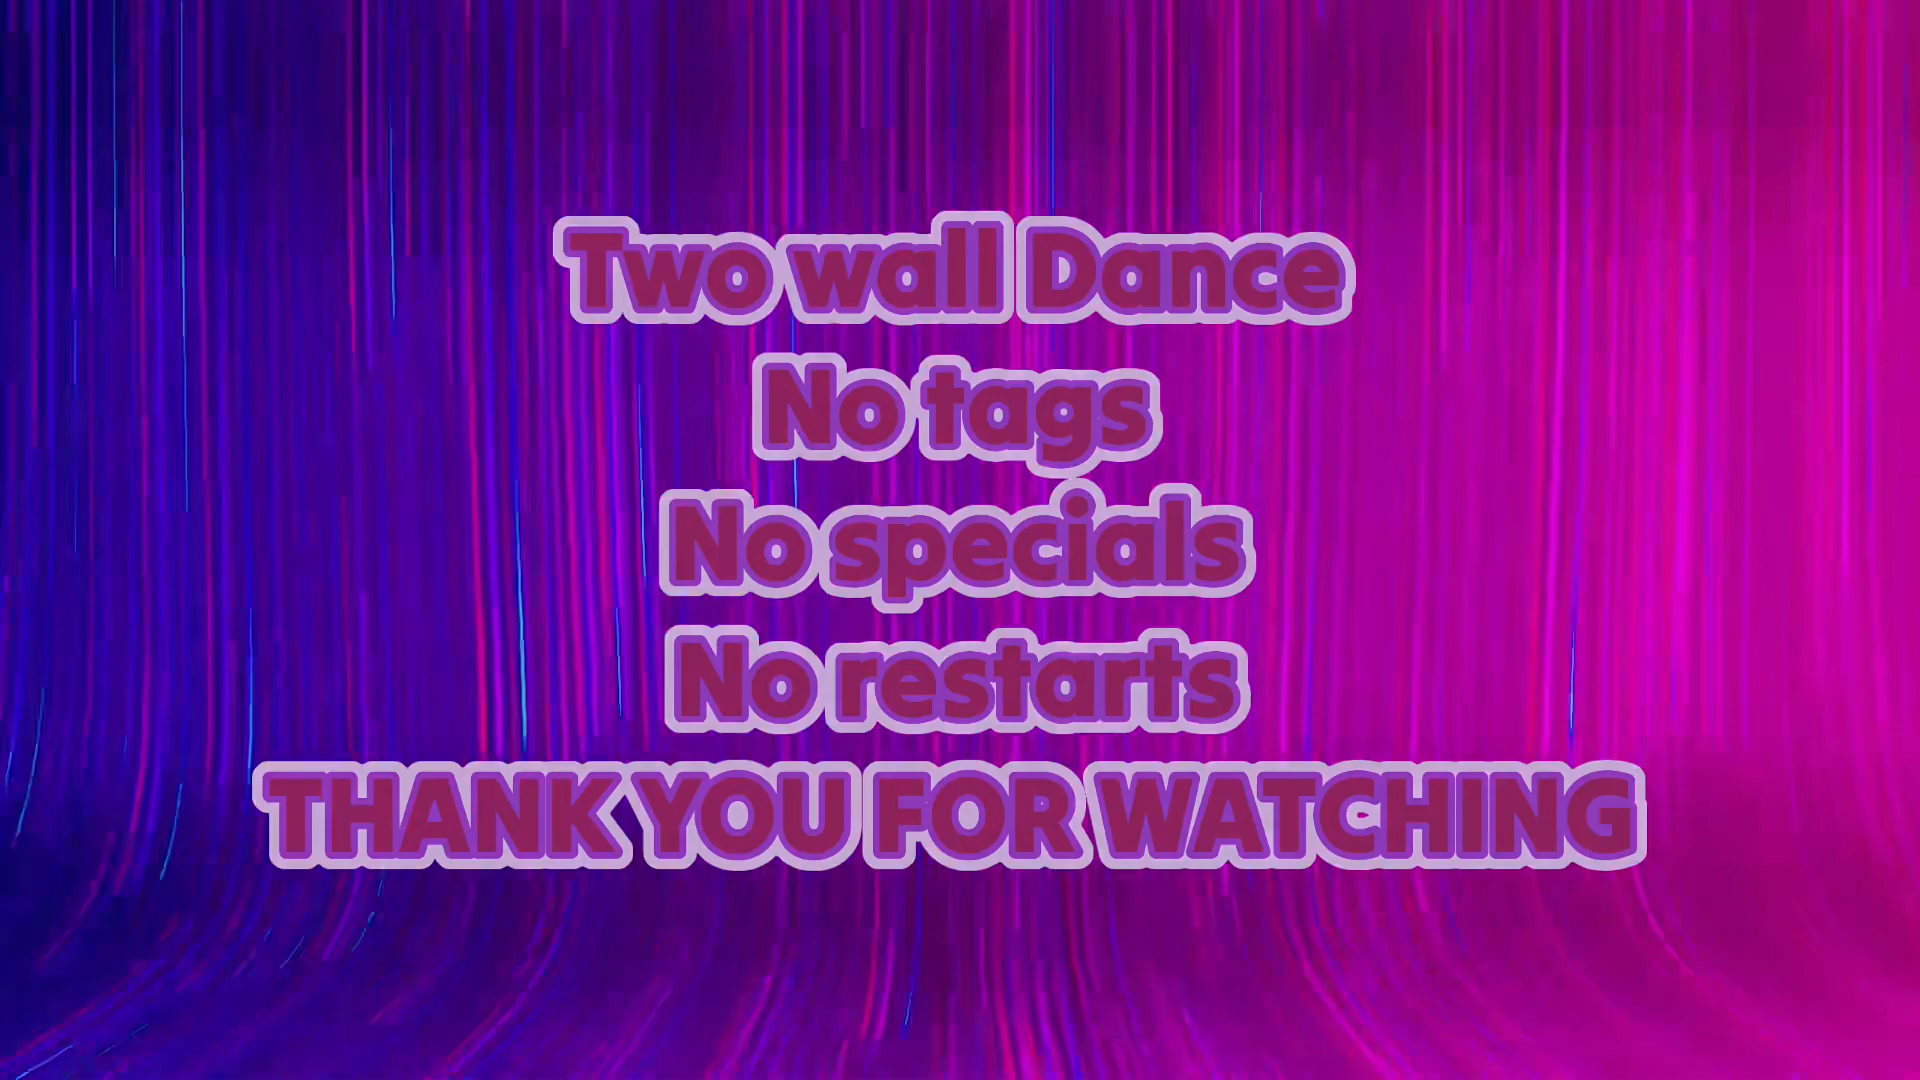 Two wall Dance
No tags
No specials
No restarts
THANK YOU FOR WATCHING